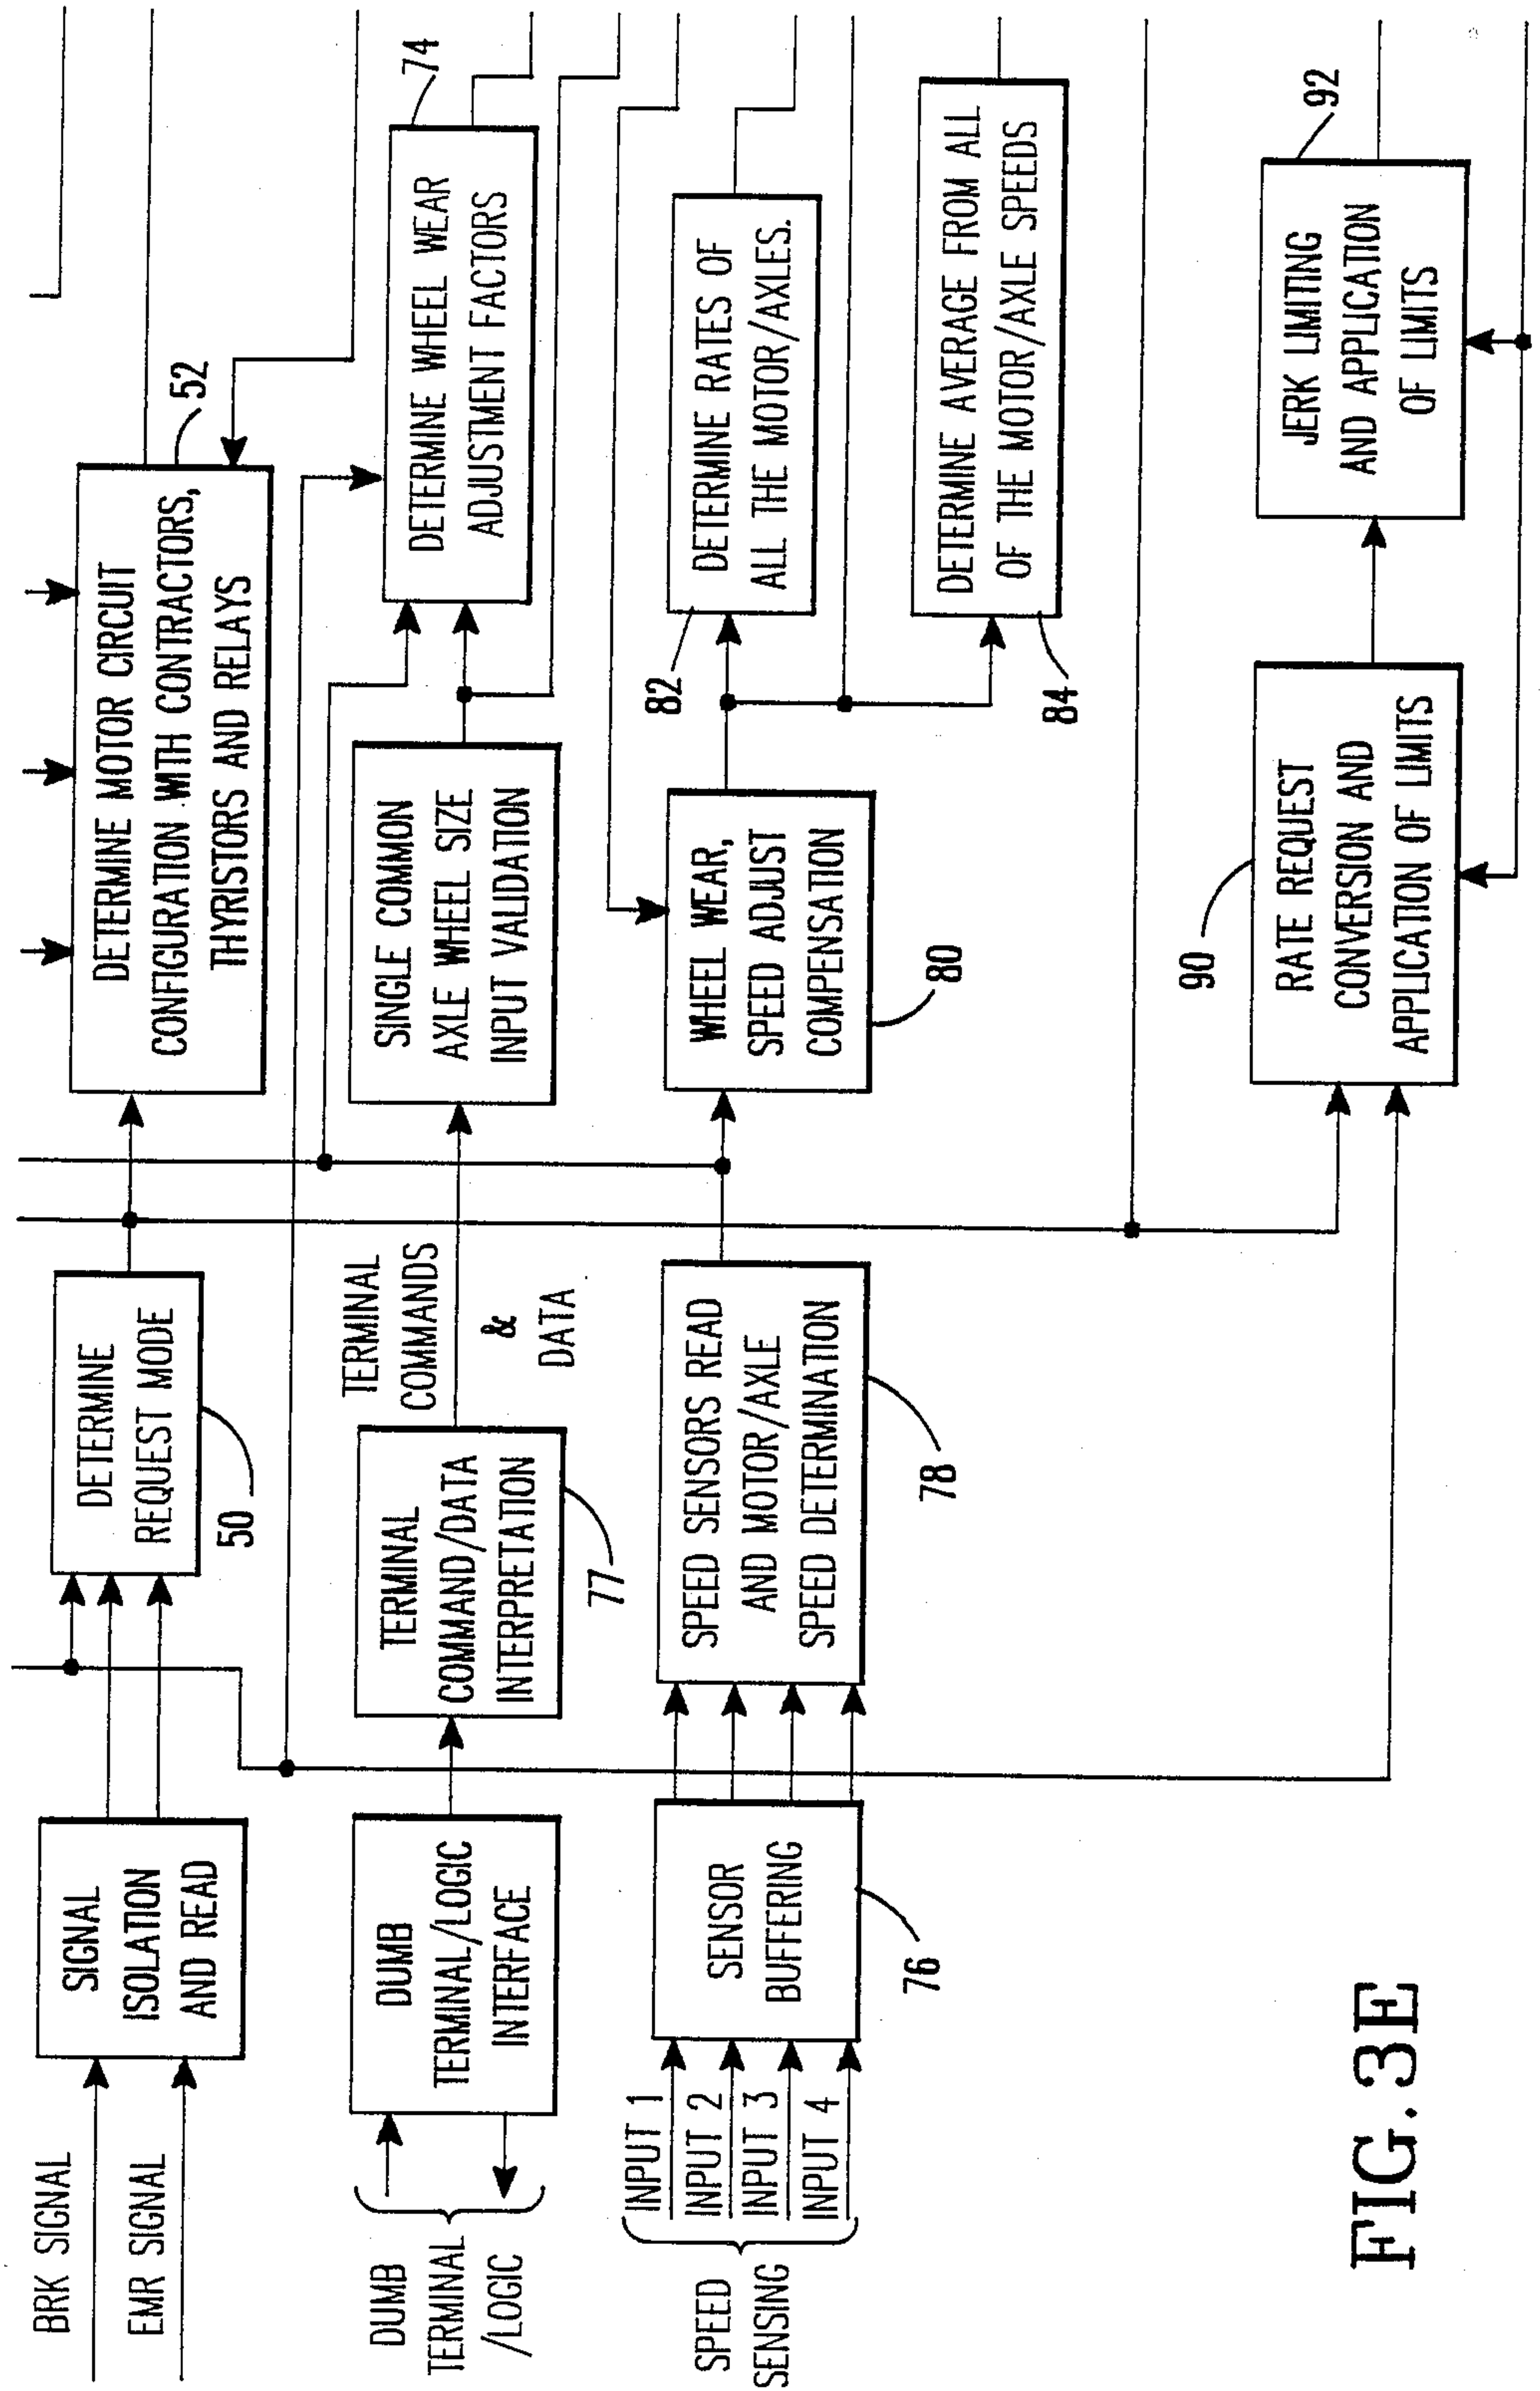 BRK SIGNAL
EMR SIGNAL
SIGNAL
ISOLATION
AND READ
DETERMINE
REQUEST MODE
50
DETERMINE MOTOR CIRCUIT
CONFIGURATION WITH CONTRACTORS,
THYRISTORS AND RELAYS
52
DUMB
TERMINAL
/LOGIC
DUMB
TERMINAL/LOGIC
INTERFACE
TERMINAL
COMMAND/DATA
INTERPRETATION
77
TERMINAL
COMMANDS
&
DATA
SINGLE COMMON
AXLE WHEEL SIZE
INPUT VALIDATION
DETERMINE WHEEL WEAR
ADJUSTMENT FACTORS
74
SPEED
SENSING
INPUT 1
INPUT 2
INPUT 3
INPUT 4
SENSOR
BUFFERING
76
SPEED SENSORS READ
AND MOTOR/AXLE
SPEED DETERMINATION
78
WHEEL WEAR,
SPEED ADJUST
COMPENSATION
80
DETERMINE RATES OF
ALL THE MOTOR/AXLES.
82
DETERMINE AVERAGE FROM ALL
OF THE MOTOR/AXLE SPEEDS
84
RATE REQUEST
CONVERSION AND
APPLICATION OF LIMITS
90
JERK LIMITING
AND APPLICATION
OF LIMITS
92
FIG. 3E